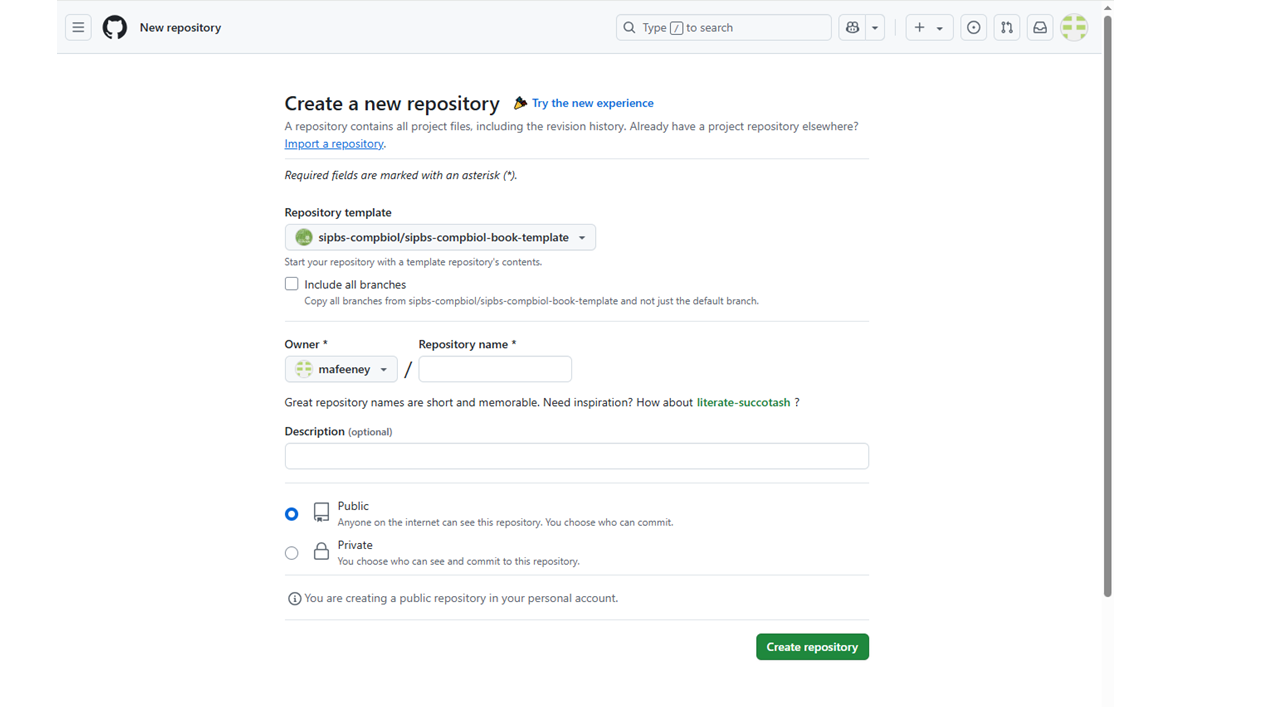 New repository
Type / to search
Create a new repository
Try the new experience
A repository contains all project files, including the revision history. Already have a project repository elsewhere?
Import a repository.
Required fields are marked with an asterisk (*).
Repository template
sipbs-compbiol/sipbs-compbiol-book-template
Start your repository with a template repository's contents.
Include all branches
Copy all branches from sipbs-compbiol/sipbs-compbiol-book-template and not just the default branch.
Owner * Repository name *
mafeeney /
Great repository names are short and memorable. Need inspiration? How about literate-succotash ?
Description (optional)
Public
Anyone on the internet can see this repository. You choose who can commit.
Private
You choose who can see and commit to this repository.
You are creating a public repository in your personal account.
Create repository